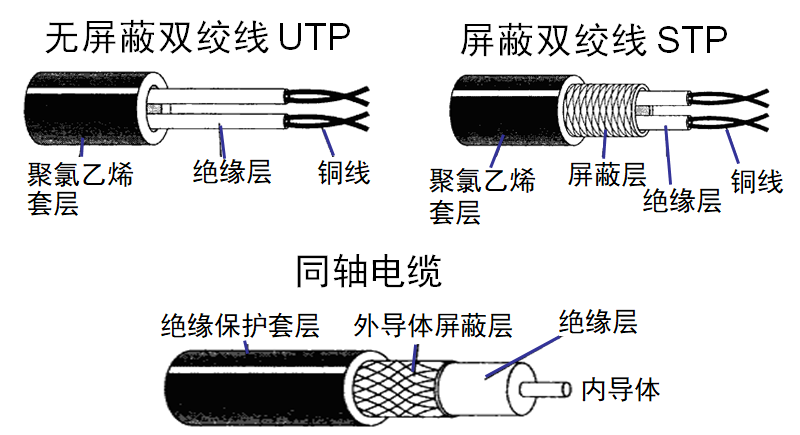 无屏蔽双绞线 UTP
屏蔽双绞线 STP
聚氯乙烯
套层
绝缘层
铜线
聚氯乙烯
套层
屏蔽层
绝缘层
铜线
同轴电缆
绝缘保护套层
外导体屏蔽层
绝缘层
内导体